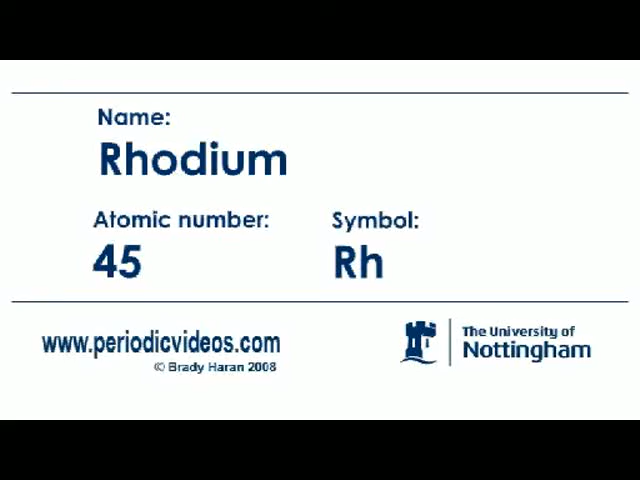 Name:
Rhodium
Atomic number:
Symbol:
45
Rh
www.periodicvideos.com
© Brady Haran 2008
The University of
Nottingham